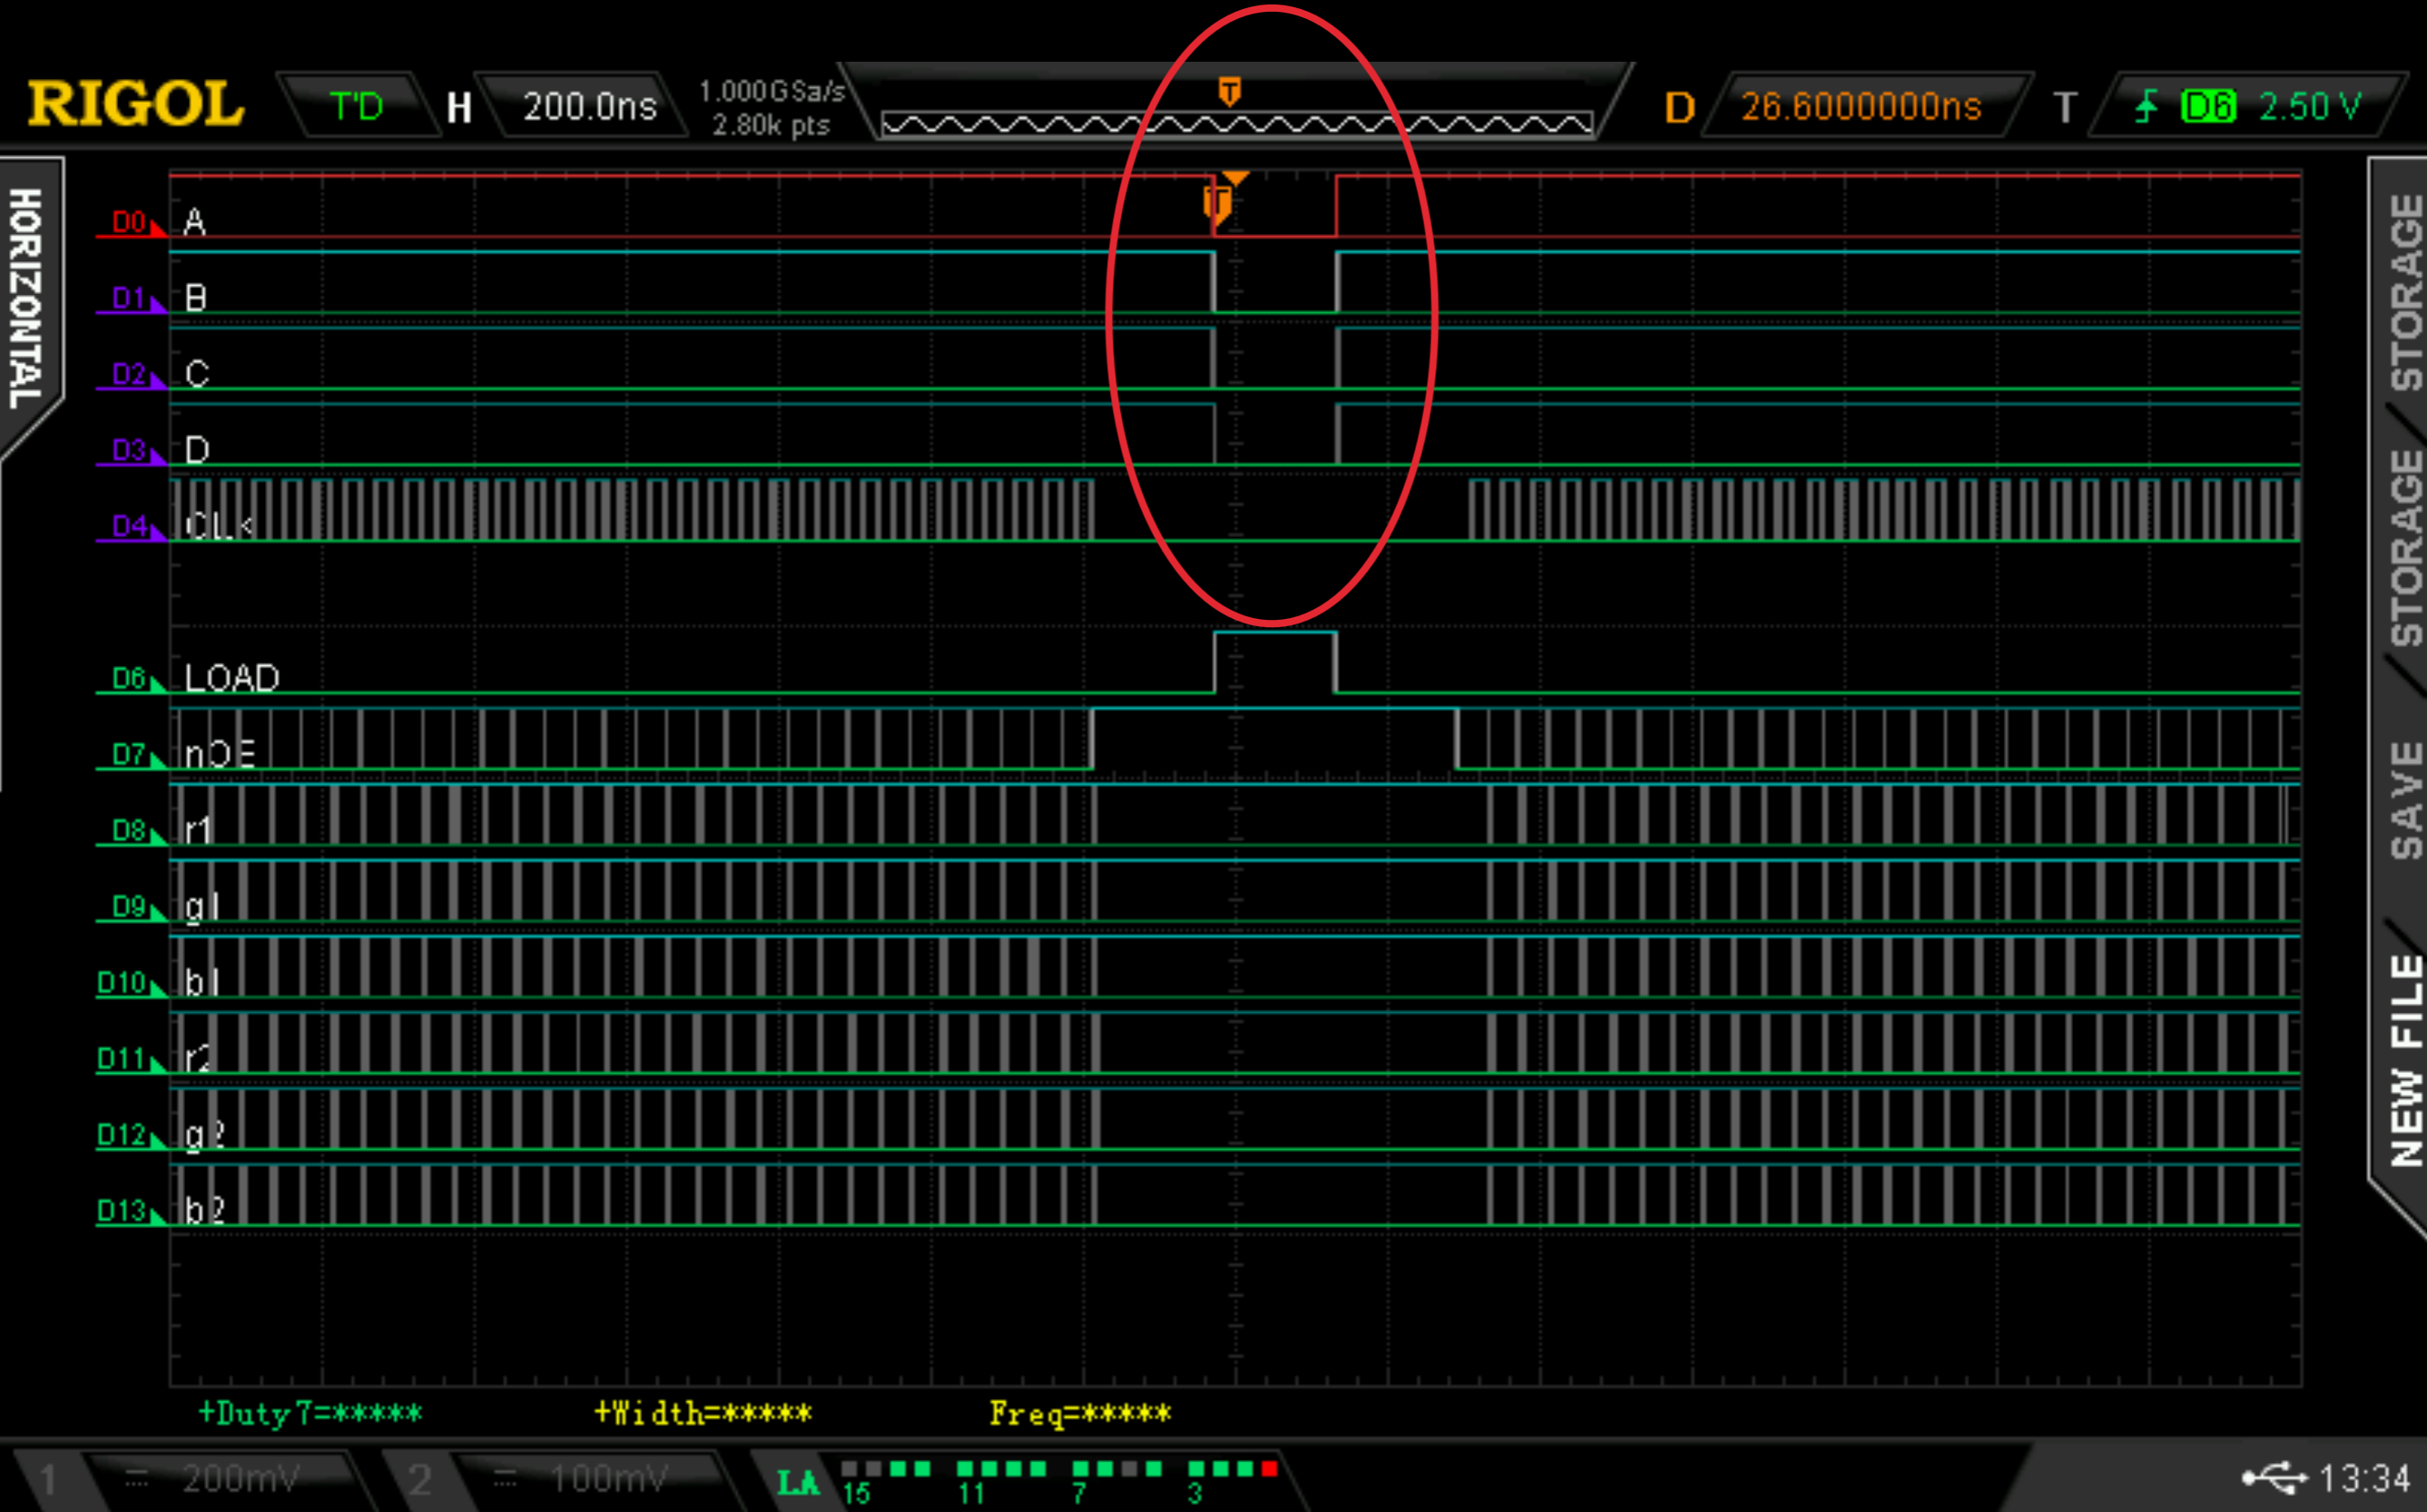 RIGOL T'D H 200.0ns 1.000GSa/s D 26.6000000ns T D6 2.50 V
2.80k pts
T
HORIZONTAL
T
D0 A
D1 B
D2 C
D3 D
D4 CLK
D6 LOAD
D7 nOE
D8 r1
D9 g1
D10 b1
D11 r2
D12 g2
D13 b2
STORAGE
STORAGE
SAVE
NEW FILE
+Duty7=***** +Width=***** Freq=*****
1 200mV 2 100mV LA 15 11 7 3 13:34